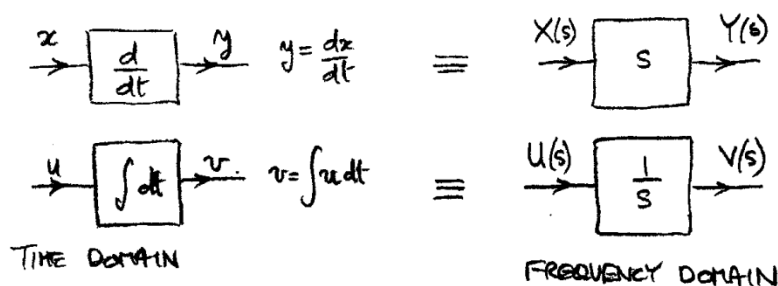 x d/dt y y = dx/dt ≡ X(s) S Y(s)
u ∫ dt v. v = ∫ u dt ≡ U(s) 1/S V(s)
TIME DOMAIN
FREQUENCY DOMAIN